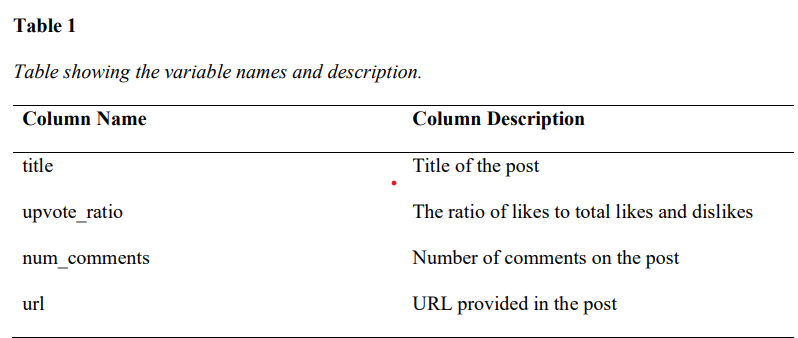 Table 1
Table showing the variable names and description.
Column Name Column Description
title Title of the post
upvote_ratio The ratio of likes to total likes and dislikes
num_comments Number of comments on the post
url URL provided in the post